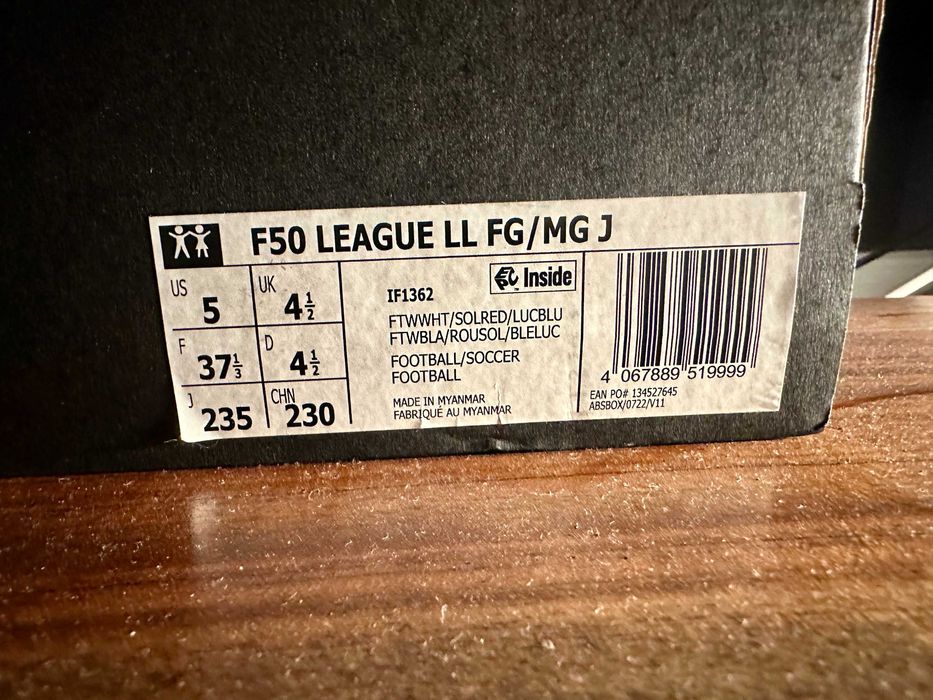 F50 LEAGUE LL FG/MG J
US 5 UK 4½
F 37⅓ D 4½
J 235 CHN 230
Inside
IF1362
FTWWHT/SOLRED/LUCBLU
FTWBLA/ROUSOL/BLELUC
FOOTBALL/SOCCER
FOOTBALL
MADE IN MYANMAR
FABRIQUÉ AU MYANMAR
4 067889 519999
EAN PO# 134527645
ABSBOX/0722/V11